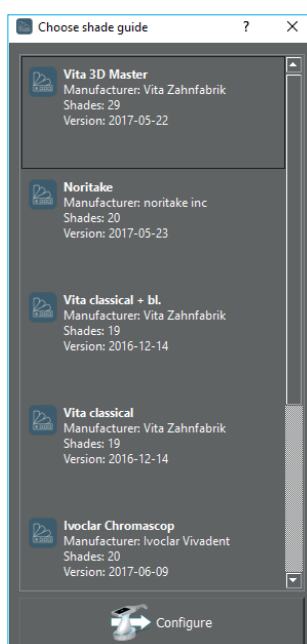 Choose shade guide
Vita 3D Master
Manufacturer: Vita Zahnfabrik
Shades: 29
Version: 2017-05-22
Noritake
Manufacturer: noritake inc
Shades: 20
Version: 2017-05-23
Vita classical + bl.
Manufacturer: Vita Zahnfabrik
Shades: 19
Version: 2016-12-14
Vita classical
Manufacturer: Vita Zahnfabrik
Shades: 19
Version: 2016-12-14
Ivoclar Chromascop
Manufacturer: Ivoclar Vivadent
Shades: 20
Version: 2017-06-09
Configure